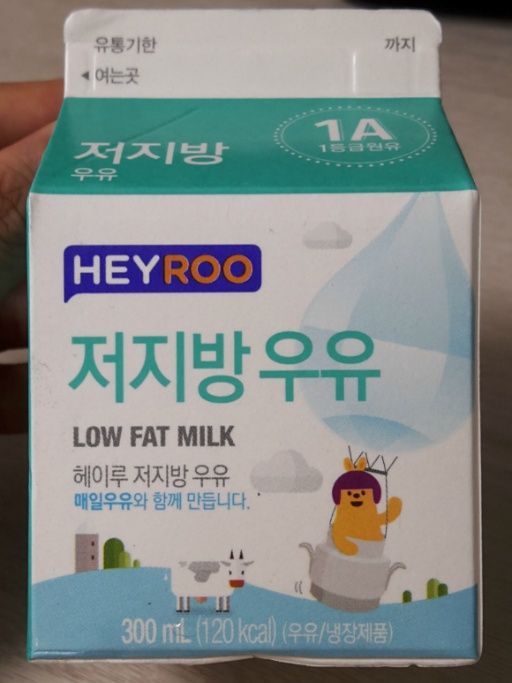 유통기한 까지
◂ 여는곳
저지방
우유
1A
1등급원유
HEYROO
저지방우유
LOW FAT MILK
헤이루 저지방 우유
매일우유와 함께 만듭니다.
300 mL (120 kcal) (우유/냉장제품)